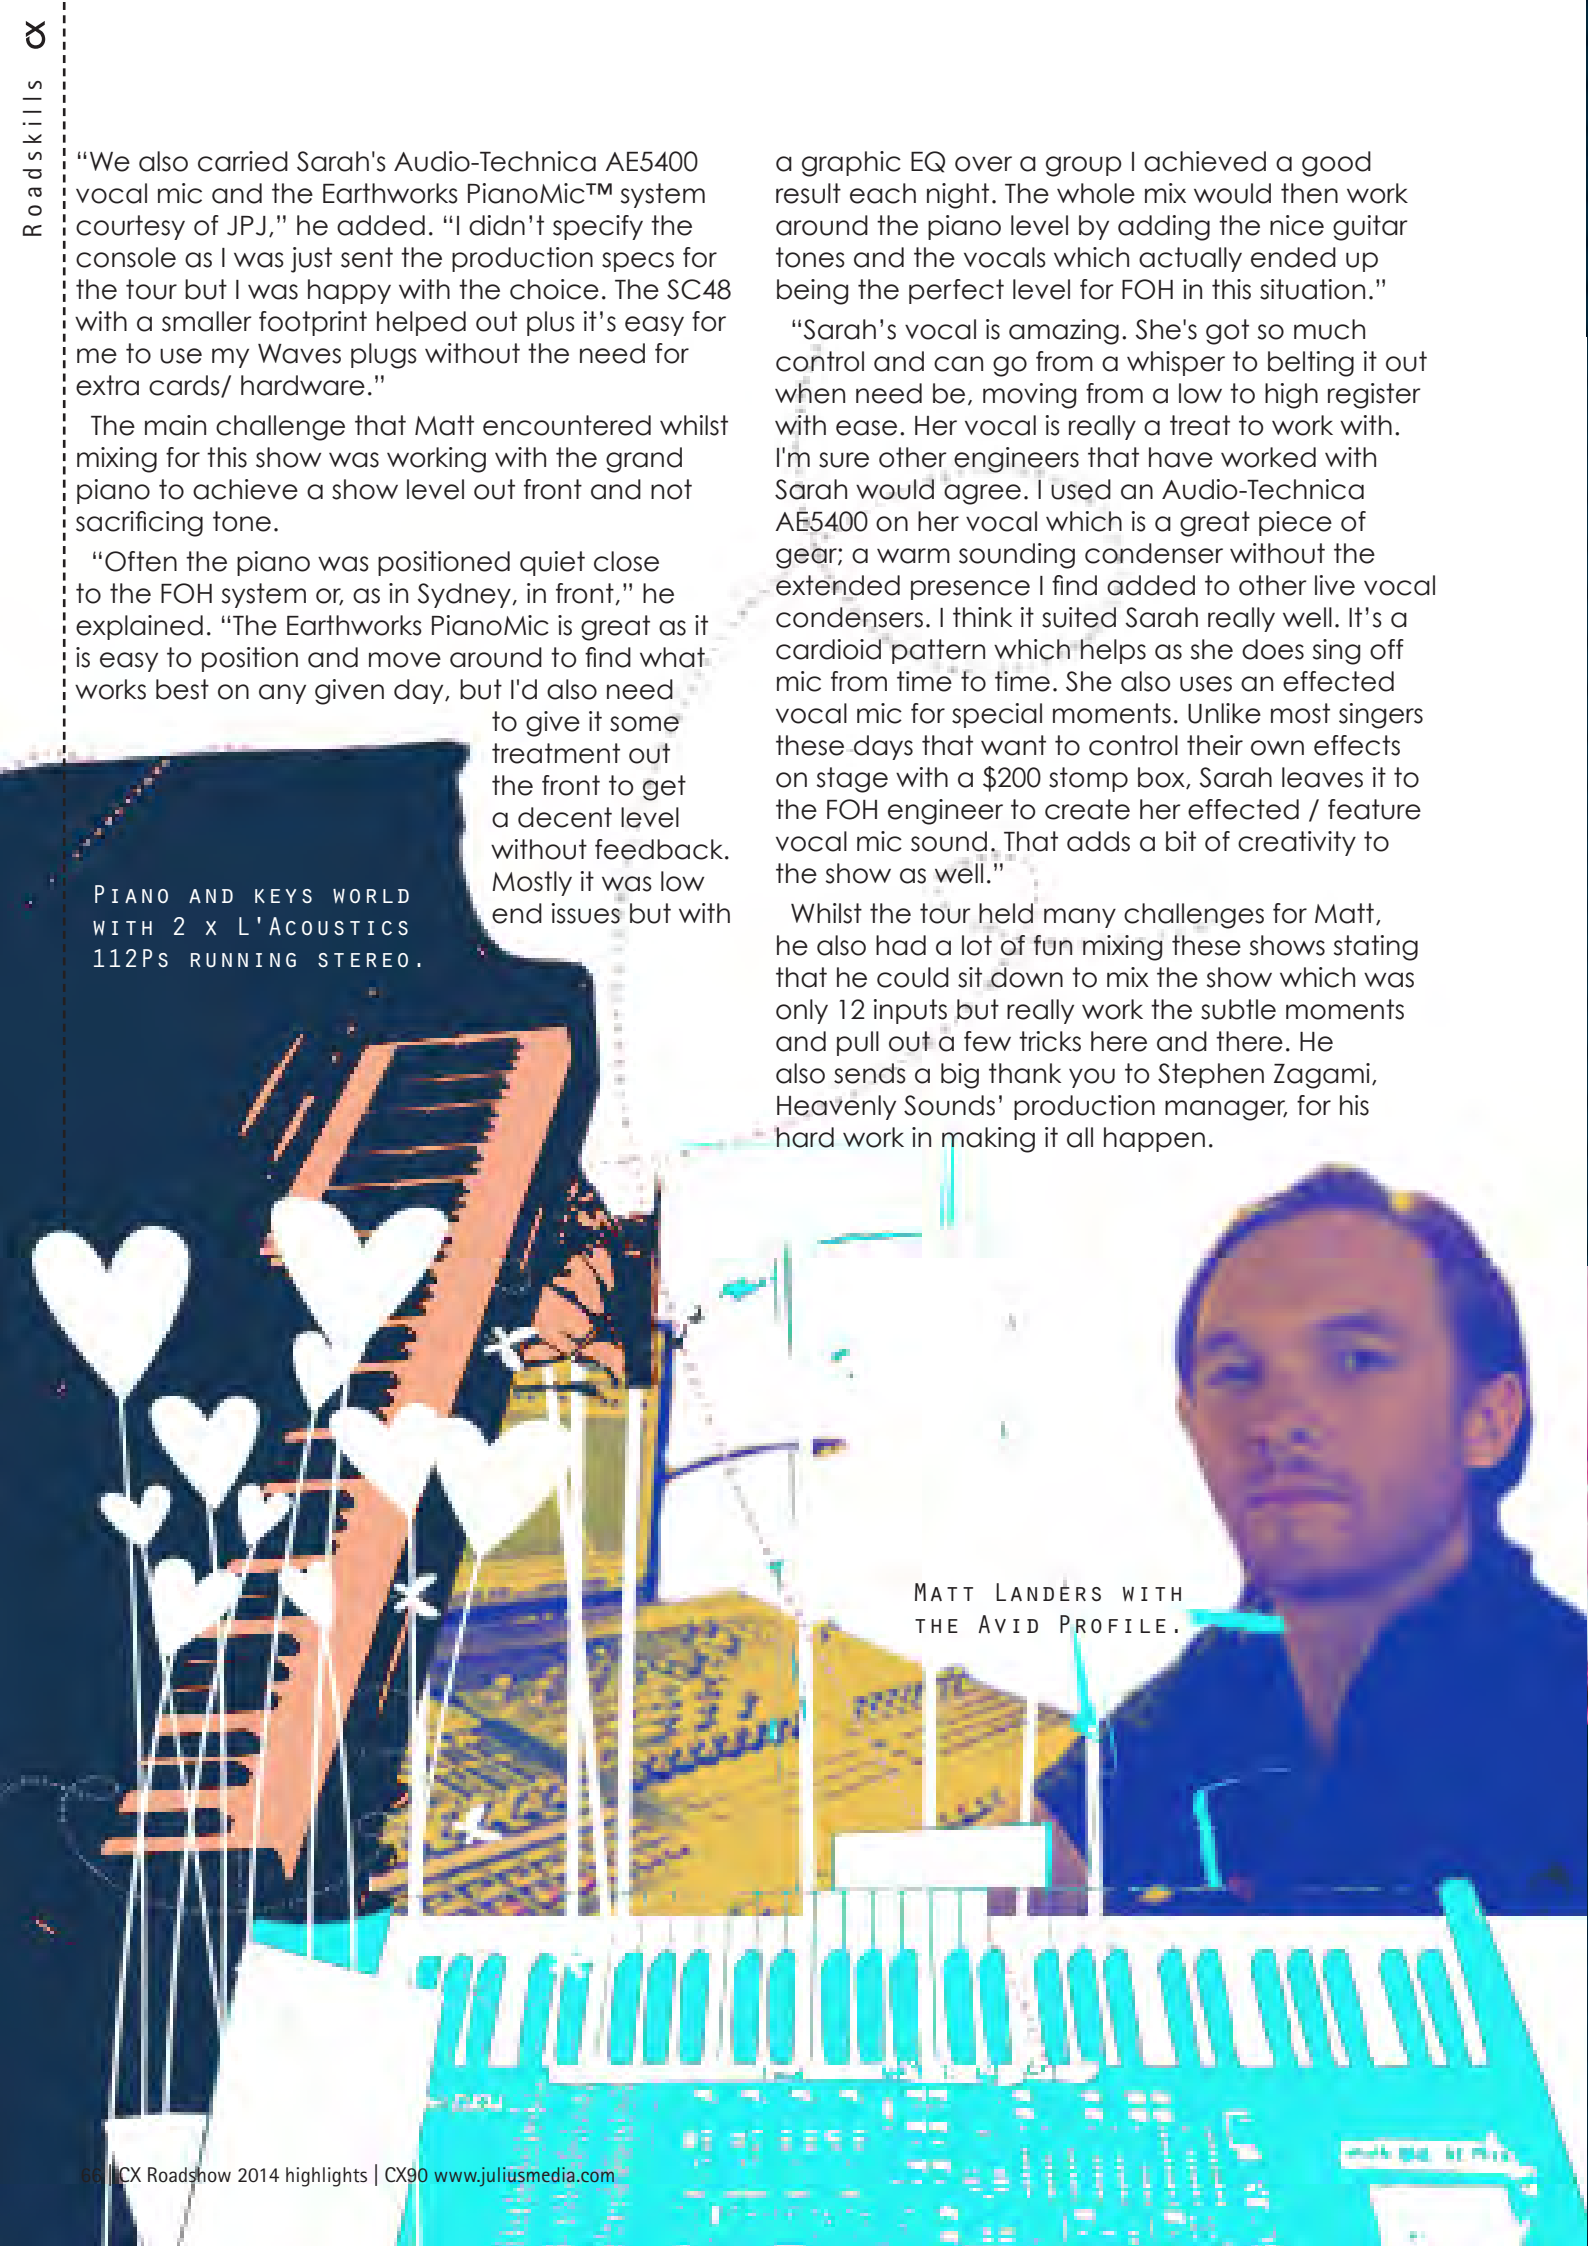 Roadskills CX
“We also carried Sarah's Audio-Technica AE5400
vocal mic and the Earthworks PianoMic™ system
courtesy of JPJ,” he added. “I didn’t specify the
console as I was just sent the production specs for
the tour but I was happy with the choice. The SC48
with a smaller footprint helped out plus it’s easy for
me to use my Waves plugs without the need for
extra cards/ hardware.”
The main challenge that Matt encountered whilst
mixing for this show was working with the grand
piano to achieve a show level out front and not
sacrificing tone.
“Often the piano was positioned quiet close
to the FOH system or, as in Sydney, in front,” he
explained. “The Earthworks PianoMic is great as it
is easy to position and move around to find what
works best on any given day, but I'd also need
to give it some
treatment out
the front to get
a decent level
without feedback.
Mostly it was low
end issues but with
Piano and keys world
with 2 x L'Acoustics
112Ps running stereo.
a graphic EQ over a group I achieved a good
result each night. The whole mix would then work
around the piano level by adding the nice guitar
tones and the vocals which actually ended up
being the perfect level for FOH in this situation.”
“Sarah’s vocal is amazing. She's got so much
control and can go from a whisper to belting it out
when need be, moving from a low to high register
with ease. Her vocal is really a treat to work with.
I'm sure other engineers that have worked with
Sarah would agree. I used an Audio-Technica
AE5400 on her vocal which is a great piece of
gear; a warm sounding condenser without the
extended presence I find added to other live vocal
condensers. I think it suited Sarah really well. It’s a
cardioid pattern which helps as she does sing off
mic from time to time. She also uses an effected
vocal mic for special moments. Unlike most singers
these days that want to control their own effects
on stage with a $200 stomp box, Sarah leaves it to
the FOH engineer to create her effected / feature
vocal mic sound. That adds a bit of creativity to
the show as well.”
Whilst the tour held many challenges for Matt,
he also had a lot of fun mixing these shows stating
that he could sit down to mix the show which was
only 12 inputs but really work the subtle moments
and pull out a few tricks here and there. He
also sends a big thank you to Stephen Zagami,
Heavenly Sounds’ production manager, for his
hard work in making it all happen.
Matt Landers with
the Avid Profile.
66 | CX Roadshow 2014 highlights | CX90 www.juliusmedia.com